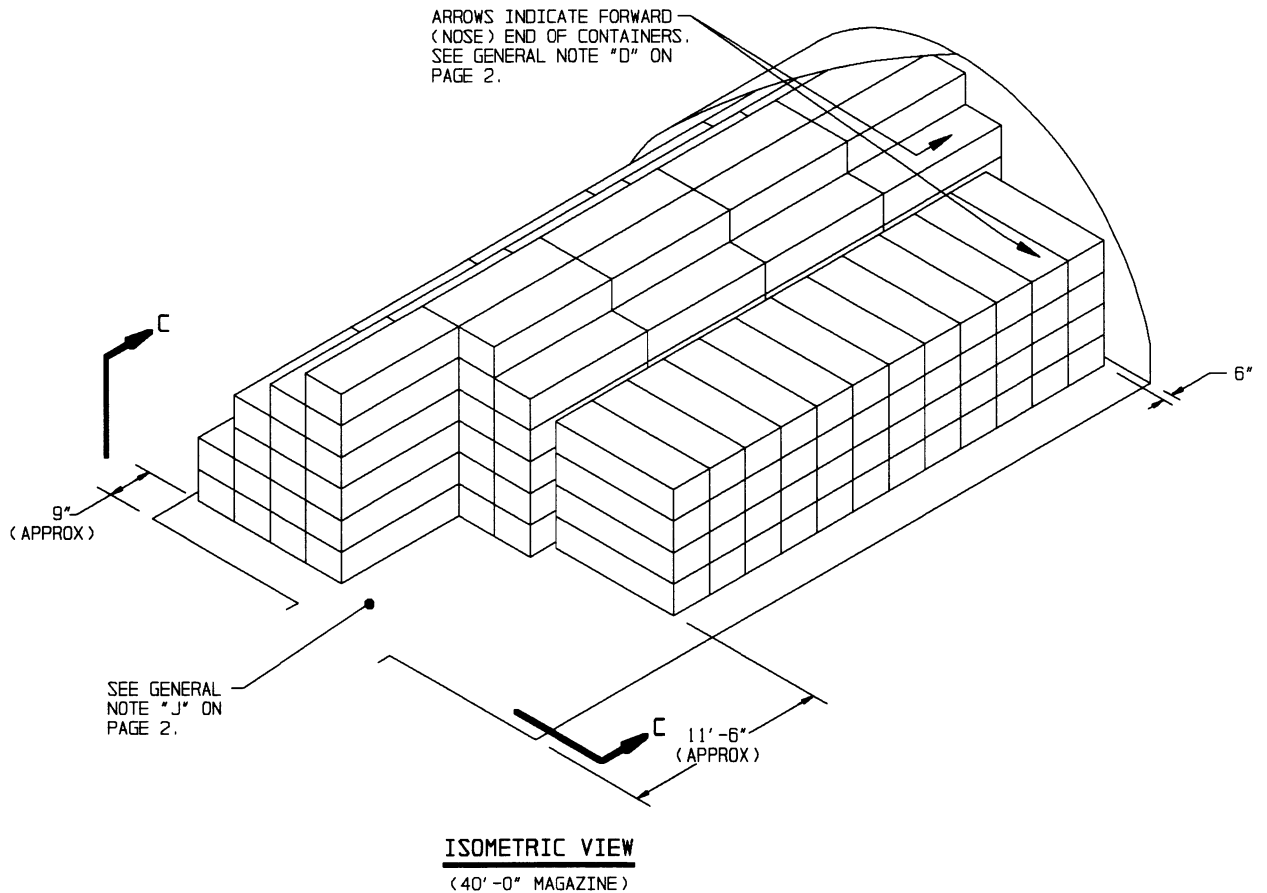 ARROWS INDICATE FORWARD
(NOSE) END OF CONTAINERS.
SEE GENERAL NOTE "D" ON
PAGE 2.
C
6"
9"
(APPROX)
SEE GENERAL
NOTE "J" ON
PAGE 2.
C
11'-6"
(APPROX)
ISOMETRIC VIEW
(40'-0" MAGAZINE)